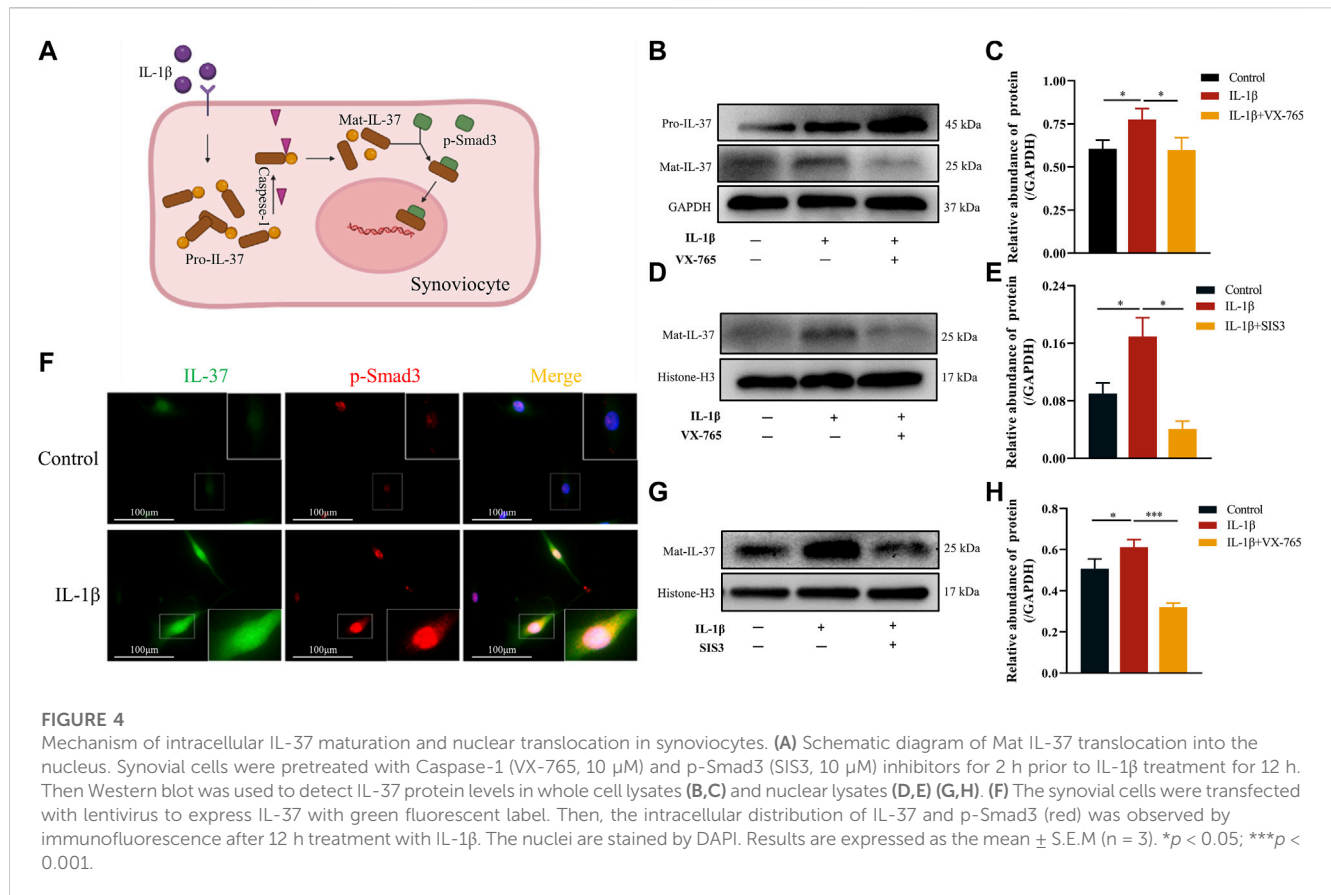 A
IL-1β
Mat-IL-37
p-Smad3
Caspese-1
Pro-IL-37
Synoviocyte
B
Pro-IL-37
45 kDa
Mat-IL-37
25 kDa
GAPDH
37 kDa
IL-1β — + +
VX-765 — — +
C
Relative abundance of protein
(/GAPDH)
1.00
0.75
0.50
0.25
0.00
* *
Control
IL-1β
IL-1β+VX-765
D
Mat-IL-37
25 kDa
Histone-H3
17 kDa
IL-1β — + +
VX-765 — — +
E
Relative abundance of protein
(/GAPDH)
0.24
0.16
0.08
0.00
* *
Control
IL-1β
IL-1β+SIS3
F
IL-37 p-Smad3 Merge
Control
100μm 100μm 100μm
IL-1β
100μm 100μm 100μm
G
Mat-IL-37
25 kDa
Histone-H3
17 kDa
IL-1β — + +
SIS3 — — +
H
Relative abundance of protein
(/GAPDH)
0.8
0.6
0.4
0.2
0.0
* ***
Control
IL-1β
IL-1β+VX-765
FIGURE 4
Mechanism of intracellular IL-37 maturation and nuclear translocation in synoviocytes. (A) Schematic diagram of Mat IL-37 translocation into the
nucleus. Synovial cells were pretreated with Caspase-1 (VX-765, 10 μM) and p-Smad3 (SIS3, 10 μM) inhibitors for 2 h prior to IL-1β treatment for 12 h.
Then Western blot was used to detect IL-37 protein levels in whole cell lysates (B,C) and nuclear lysates (D,E) (G,H). (F) The synovial cells were transfected
with lentivirus to express IL-37 with green fluorescent label. Then, the intracellular distribution of IL-37 and p-Smad3 (red) was observed by
immunofluorescence after 12 h treatment with IL-1β. The nuclei are stained by DAPI. Results are expressed as the mean ± S.E.M (n = 3). *p < 0.05; ***p <
0.001.